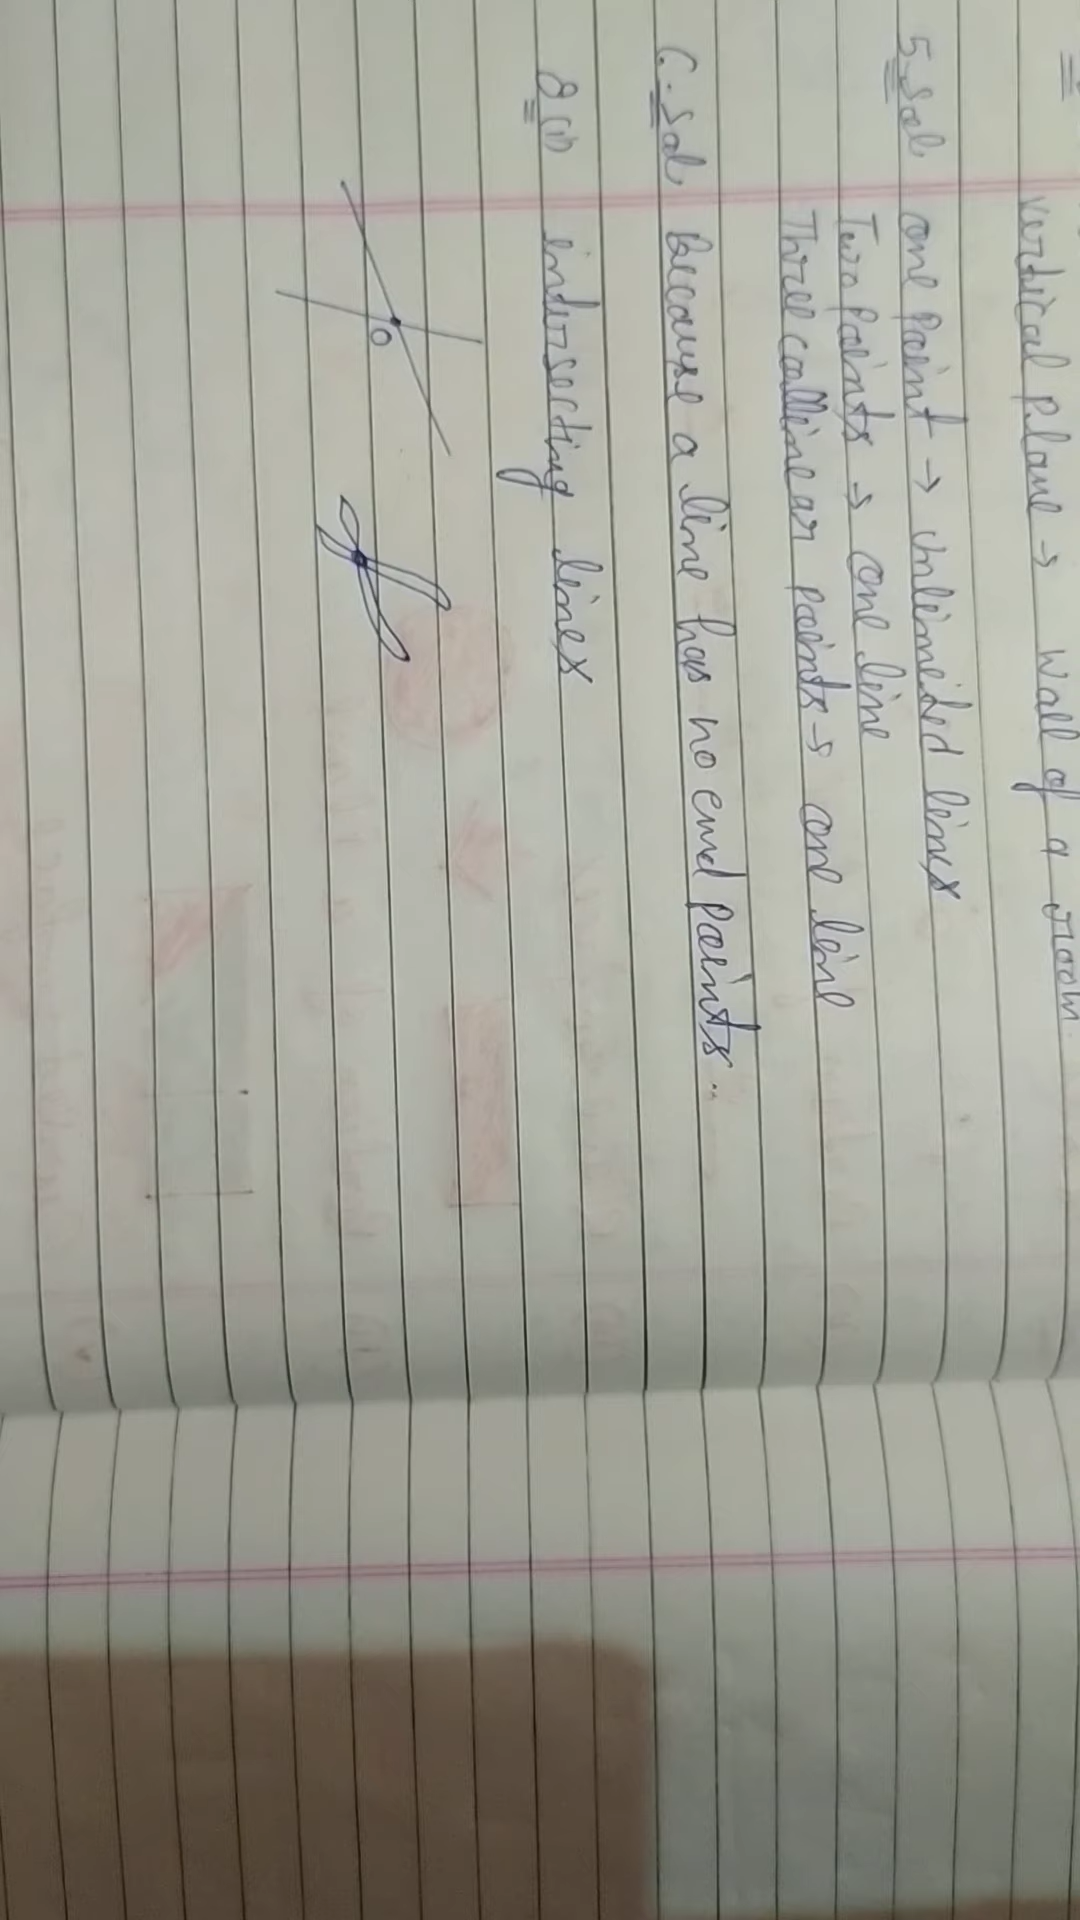 vertical plane → wall of a room.
5. Sol. one point → unlimited lines
Two points → one line
Three collinear points → one line
6. Sol. Because a line has no end points..
8 (i) intersecting lines
O